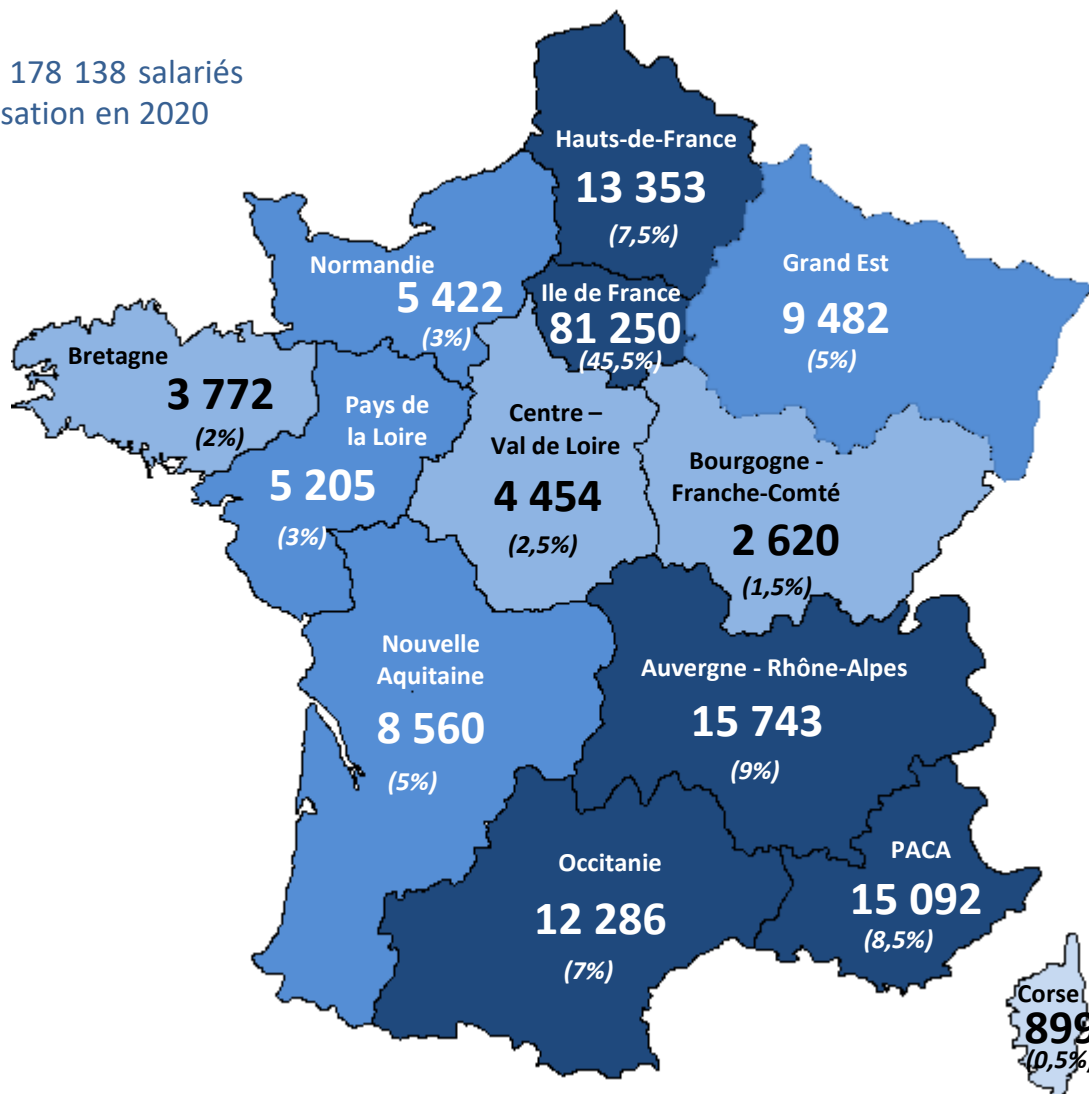 178 138 salariés
sation en 2020
Hauts-de-France
13 353
(7,5%)
Normandie
5 422
(3%)
Ile de France
81 250
(45,5%)
Grand Est
9 482
(5%)
Bretagne
3 772
(2%)
Pays de
la Loire
5 205
(3%)
Centre –
Val de Loire
4 454
(2,5%)
Bourgogne -
Franche-Comté
2 620
(1,5%)
Nouvelle
Aquitaine
8 560
(5%)
Auvergne - Rhône-Alpes
15 743
(9%)
Occitanie
12 286
(7%)
PACA
15 092
(8,5%)
Corse
899
(0,5%)